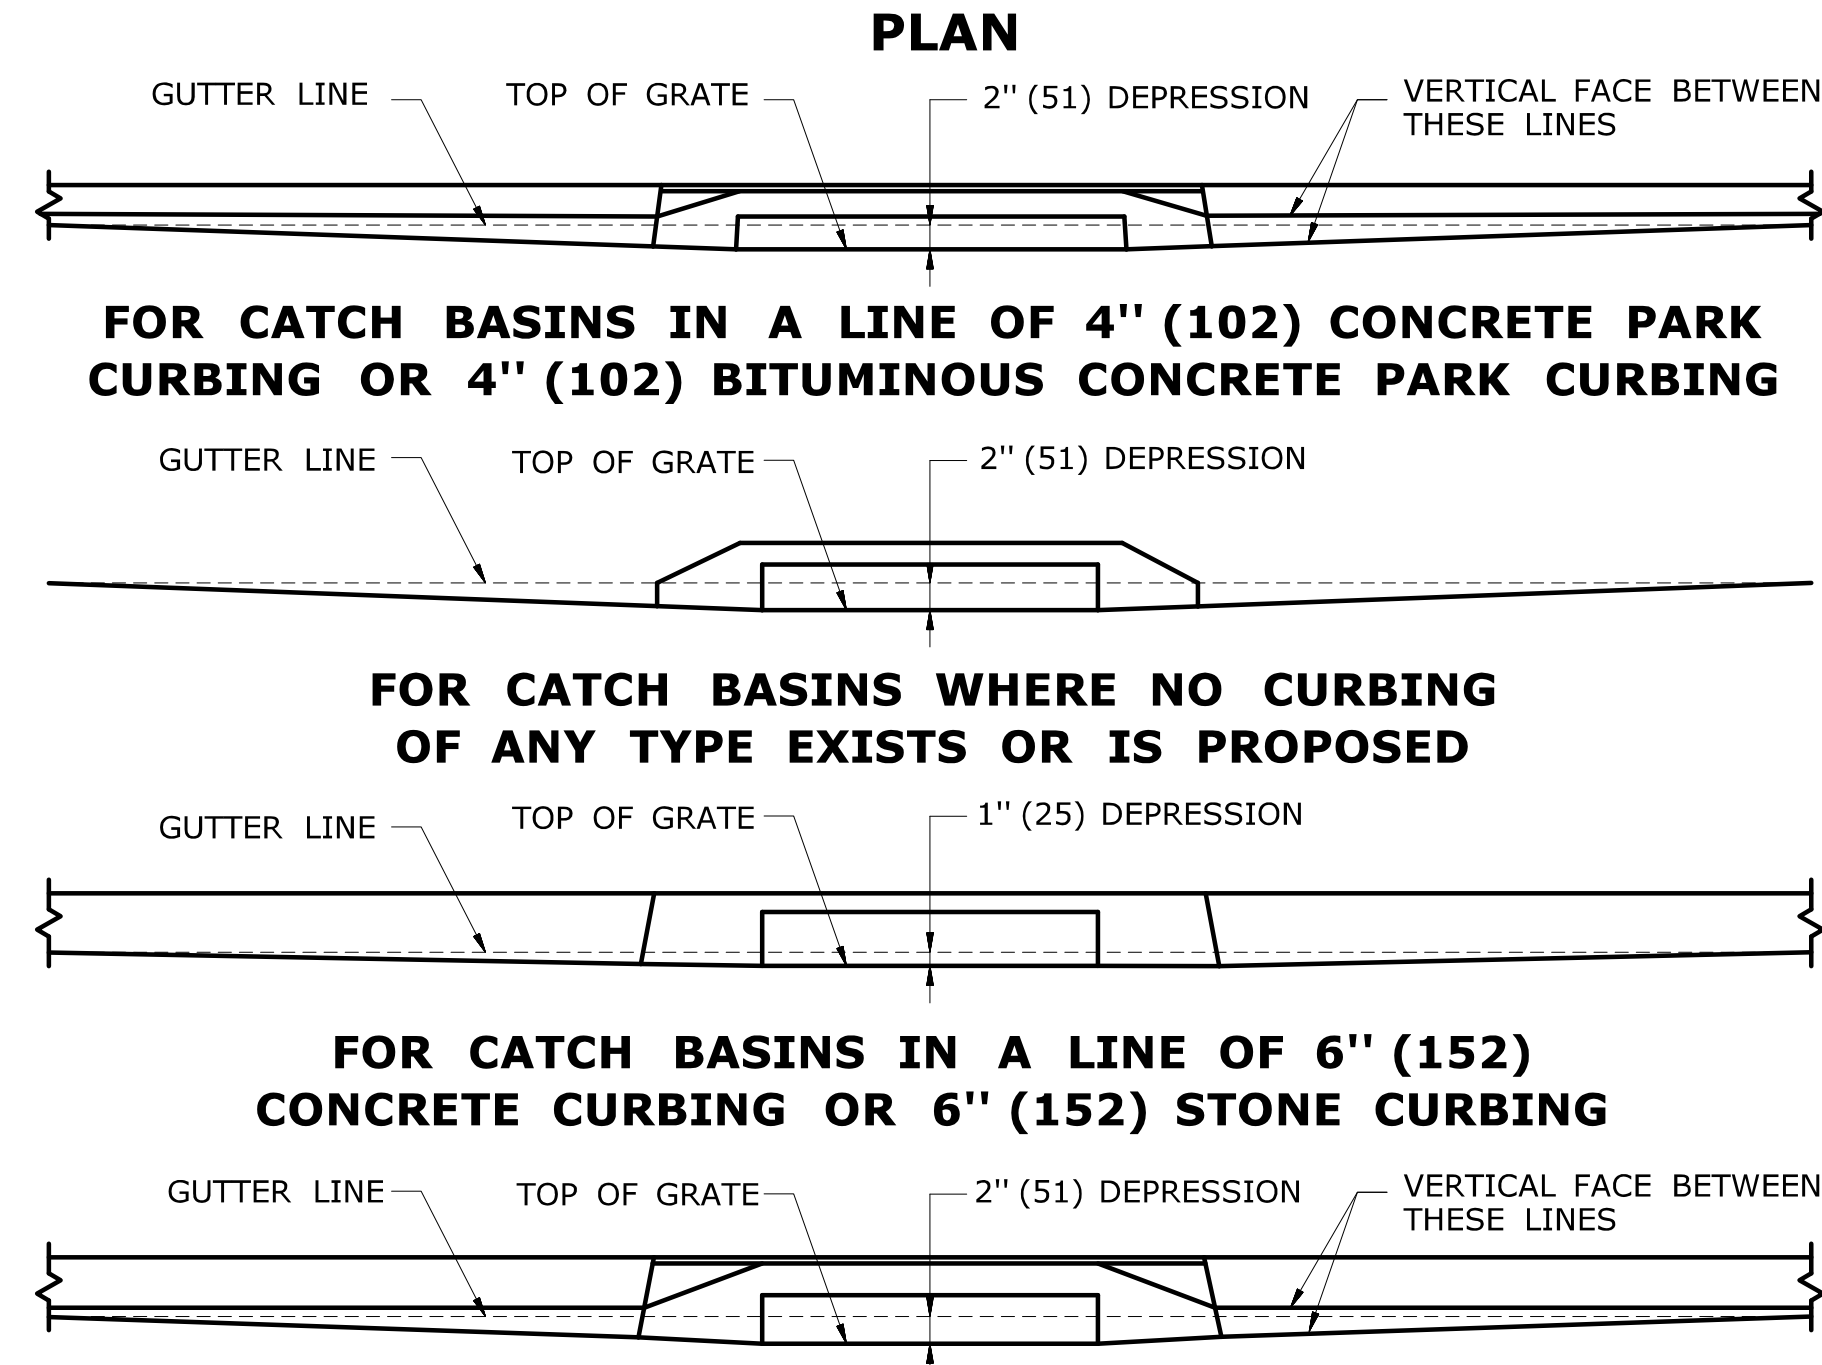 PLAN
GUTTER LINE
TOP OF GRATE
2" (51) DEPRESSION
VERTICAL FACE BETWEEN
THESE LINES
FOR CATCH BASINS IN A LINE OF 4" (102) CONCRETE PARK
CURBING OR 4" (102) BITUMINOUS CONCRETE PARK CURBING
GUTTER LINE
TOP OF GRATE
2" (51) DEPRESSION
FOR CATCH BASINS WHERE NO CURBING
OF ANY TYPE EXISTS OR IS PROPOSED
GUTTER LINE
TOP OF GRATE
1" (25) DEPRESSION
FOR CATCH BASINS IN A LINE OF 6" (152)
CONCRETE CURBING OR 6" (152) STONE CURBING
GUTTER LINE
TOP OF GRATE
2" (51) DEPRESSION
VERTICAL FACE BETWEEN
THESE LINES